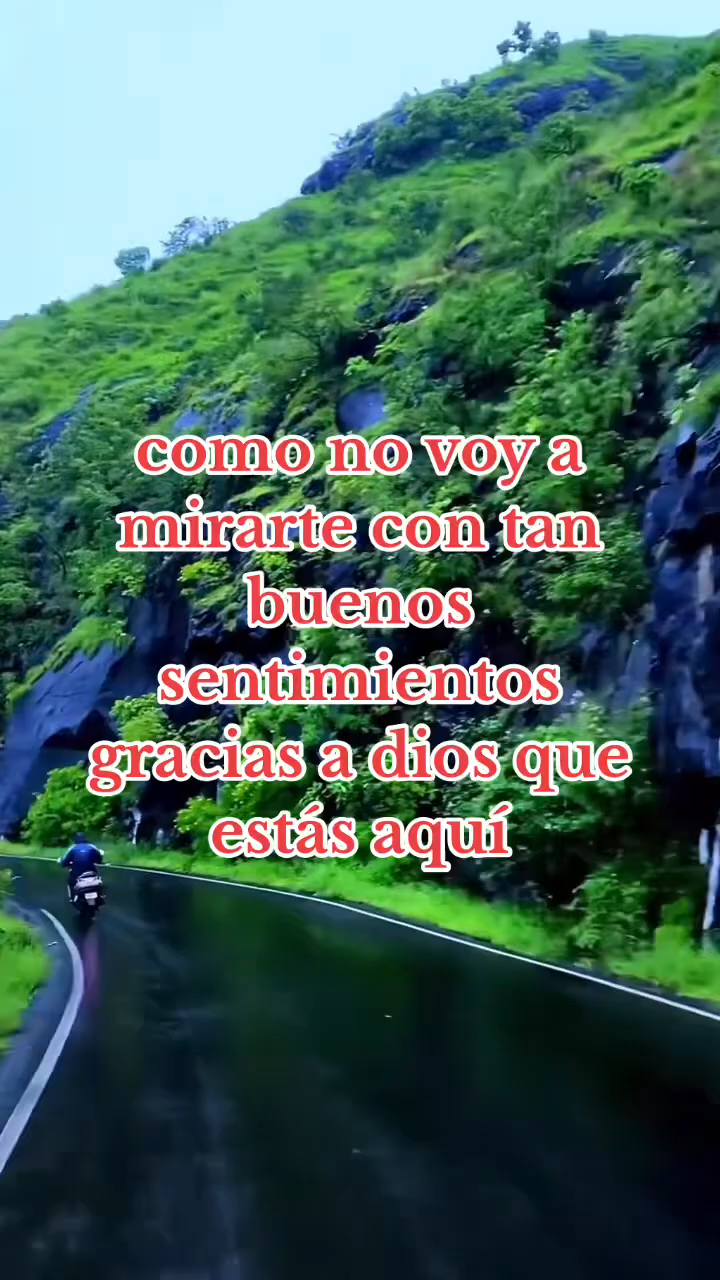 como no voy a
mirarte con tan
buenos
sentimientos
gracias a dios que
estás aquí